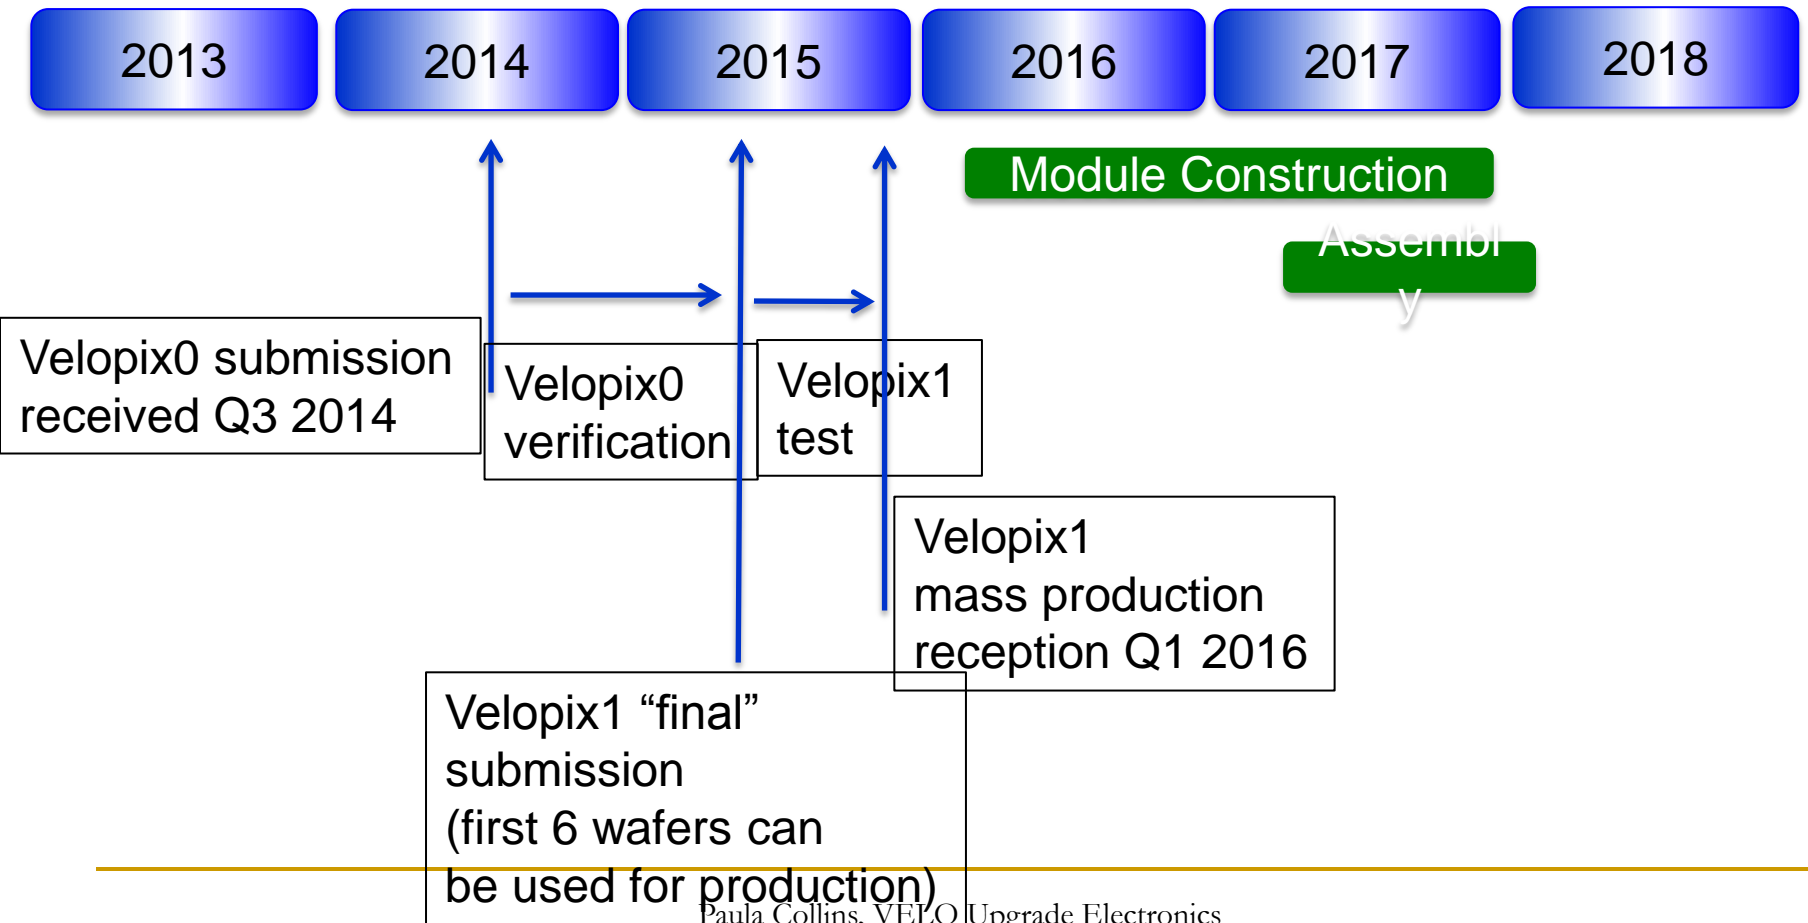 2013
2014
2015
2016
2017
2018
Module Construction
Assembl
y
Velopix0 submission
received Q3 2014
Velopix0
verification
Velopix1
test
Velopix1
mass production
reception Q1 2016
Velopix1 “final”
submission
(first 6 wafers can
be used for production)
Paula Collins, VELO Upgrade Electronics